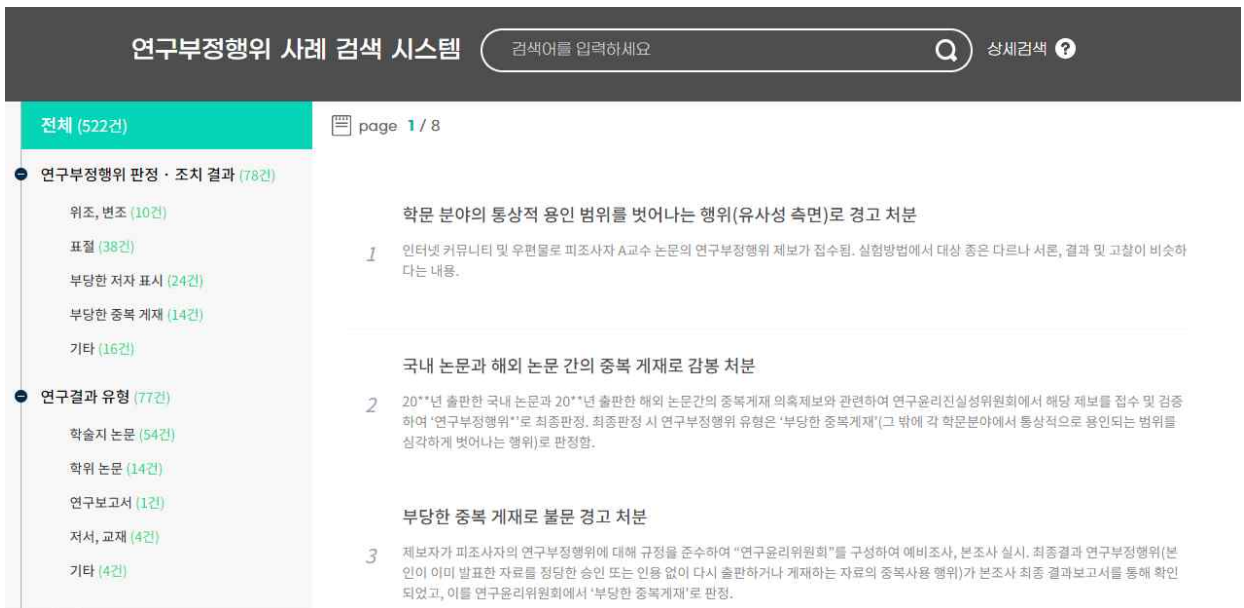 연구부정행위 사례 검색 시스템
검색어를 입력하세요
상세검색 ?
전체 (522건)
page 1 / 8
연구부정행위 판정 · 조치 결과 (78건)
위조, 변조 (10건)
표절 (38건)
부당한 저자 표시 (24건)
부당한 중복 게재 (14건)
기타 (16건)
연구결과 유형 (77건)
학술지 논문 (54건)
학위 논문 (14건)
연구보고서 (1건)
저서, 교재 (4건)
기타 (4건)
학문 분야의 통상적 용인 범위를 벗어나는 행위(유사성 측면)로 경고 처분
1
인터넷 커뮤니티 및 우편물로 피조사자 A교수 논문의 연구부정행위 제보가 접수됨. 실험방법에서 대상 종은 다르나 서론, 결과 및 고찰이 비슷하
다는 내용.
국내 논문과 해외 논문 간의 중복 게재로 감봉 처분
2
20**년 출판한 국내 논문과 20**년 출판한 해외 논문간의 중복게재 의혹제보와 관련하여 연구윤리진실성위원회에서 해당 제보를 접수 및 검증
하여 ‘연구부정행위*’로 최종판정. 최종판정 시 연구부정행위 유형은 ‘부당한 중복게재’(그 밖에 각 학문분야에서 통상적으로 용인되는 범위를
심각하게 벗어나는 행위)로 판정함.
부당한 중복 게재로 불문 경고 처분
3
제보자가 피조사자의 연구부정행위에 대해 규정을 준수하여 “연구윤리위원회”를 구성하여 예비조사, 본조사 실시. 최종결과 연구부정행위(본
인이 이미 발표한 자료를 정당한 승인 또는 인용 없이 다시 출판하거나 게재하는 자료의 중복사용 행위)가 본조사 최종 결과보고서를 통해 확인
되었고, 이를 연구윤리위원회에서 ‘부당한 중복게재’로 판정.